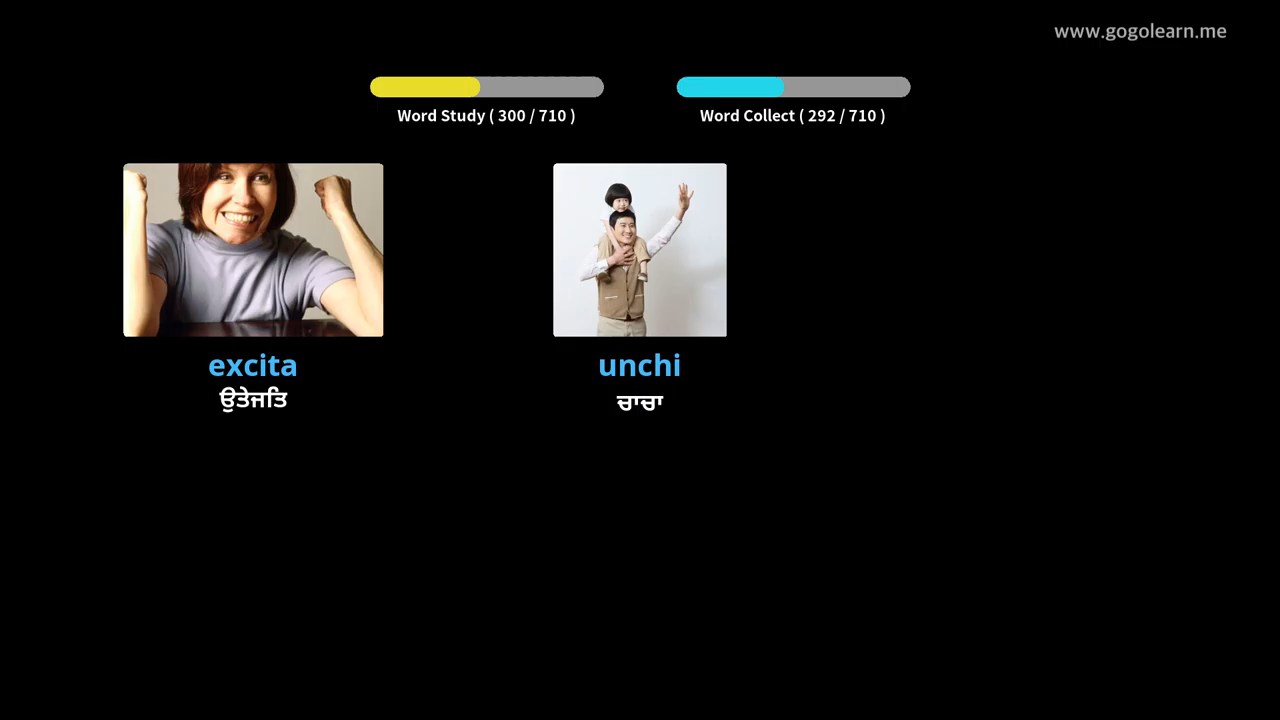 www.gogolearn.me
Word Study ( 300 / 710 )
Word Collect ( 292 / 710 )
excita
ਉਤੇਜਤਿ
unchi
ਚਾਚਾ